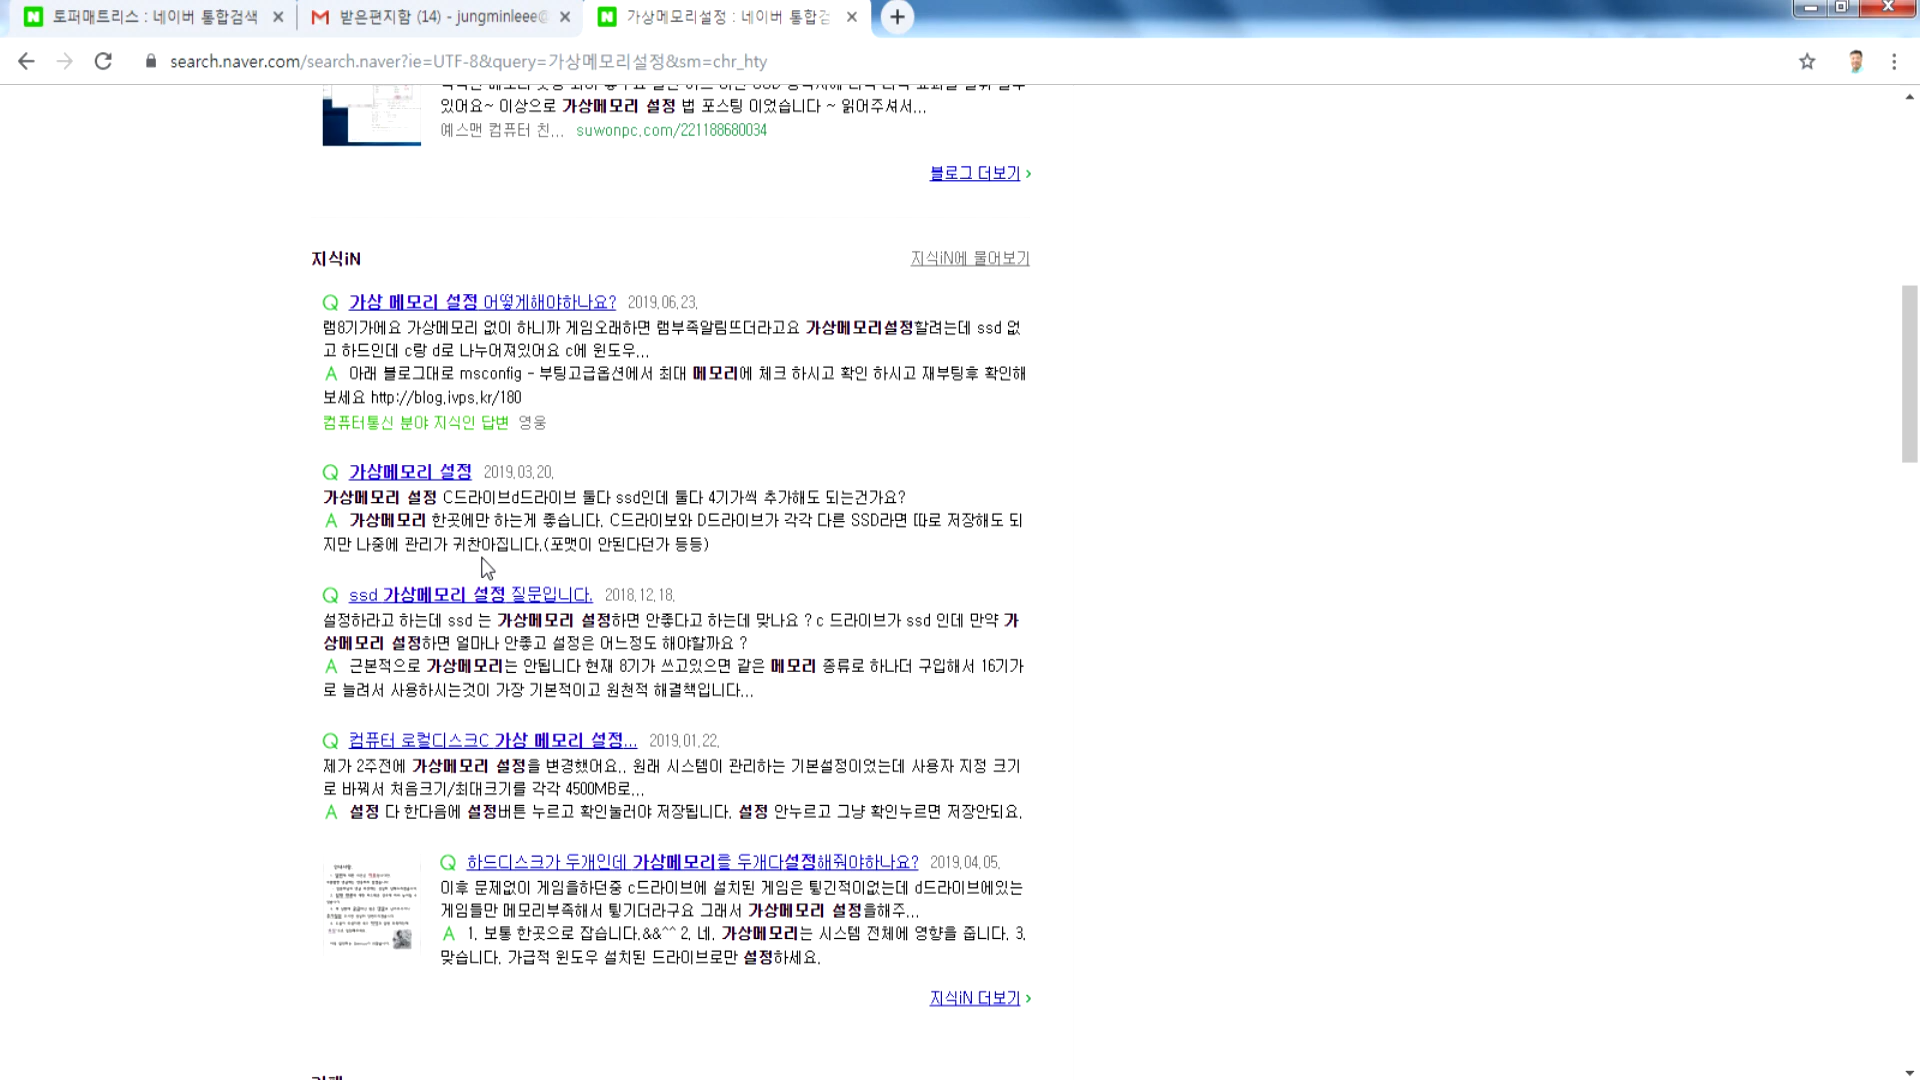 토퍼매트리스 : 네이버 통합검색
받은편지함 (14) - jungminleee@
가상메모리설정 : 네이버 통합검
search.naver.com/search.naver?ie=UTF-8&query=가상메모리설정&sm=chr_hty
있어요~ 이상으로 가상메모리 설정 법 포스팅 이었습니다 ~ 읽어주셔서...
예스맨 컴퓨터 친... suwonpc.com/221188680034
블로그 더보기
지식iN
지식iN에 물어보기
Q 가상 메모리 설정 어떻게해야하나요? 2019.06.23.
램8기가에요 가상메모리 없이 하니까 게임오래하면 램부족알림뜨더라고요 가상메모리설정할려는데 ssd 없
고 하드인데 c랑 d로 나누어져있어요 c에 윈도우...
A 아래 블로그대로 msconfig - 부팅고급옵션에서 최대 메모리에 체크 하시고 확인 하시고 재부팅후 확인해
보세요 http://blog.ivps.kr/180
컴퓨터통신 분야 지식인 답변 영웅
Q 가상메모리 설정 2019.03.20.
가상메모리 설정 C드라이브d드라이브 둘다 ssd인데 둘다 4기가씩 추가해도 되는건가요?
A 가상메모리 한곳에만 하는게 좋습니다. C드라이보와 D드라이브가 각각 다른 SSD라면 따로 저장해도 되
지만 나중에 관리가 귀찬아집니다.(포맷이 안된다던가 등등)
Q ssd 가상메모리 설정 질문입니다. 2018.12.18.
설정하라고 하는데 ssd 는 가상메모리 설정하면 안좋다고 하는데 맞나요 ? c 드라이브가 ssd 인데 만약 가
상메모리 설정하면 얼마나 안좋고 설정은 어느정도 해야할까요 ?
A 근본적으로 가상메모리는 안됩니다 현재 8기가 쓰고있으면 같은 메모리 종류로 하나더 구입해서 16기가
로 늘려서 사용하시는것이 가장 기본적이고 원천적 해결책입니다...
Q 컴퓨터 로컬디스크C 가상 메모리 설정... 2019.01.22.
제가 2주전에 가상메모리 설정을 변경했어요.. 원래 시스템이 관리하는 기본설정이었는데 사용자 지정 크기
로 바꿔서 처음크기/최대크기를 각각 4500MB로...
A 설정 다 한다음에 설정버튼 누르고 확인눌러야 저장됩니다. 설정 안누르고 그냥 확인누르면 저장안되요.
Q 하드디스크가 두개인데 가상메모리를 두개다설정해줘야하나요? 2019.04.05.
이후 문제없이 게임을하던중 c드라이브에 설치된 게임은 튕긴적이없는데 d드라이브에있는
게임들만 메모리부족해서 튕기더라구요 그래서 가상메모리 설정을해주...
A 1. 보통 한곳으로 잡습니다.&&^^ 2. 네. 가상메모리는 시스템 전체에 영향을 줍니다. 3.
맞습니다. 가급적 윈도우 설치된 드라이브로만 설정하세요.
지식iN 더보기